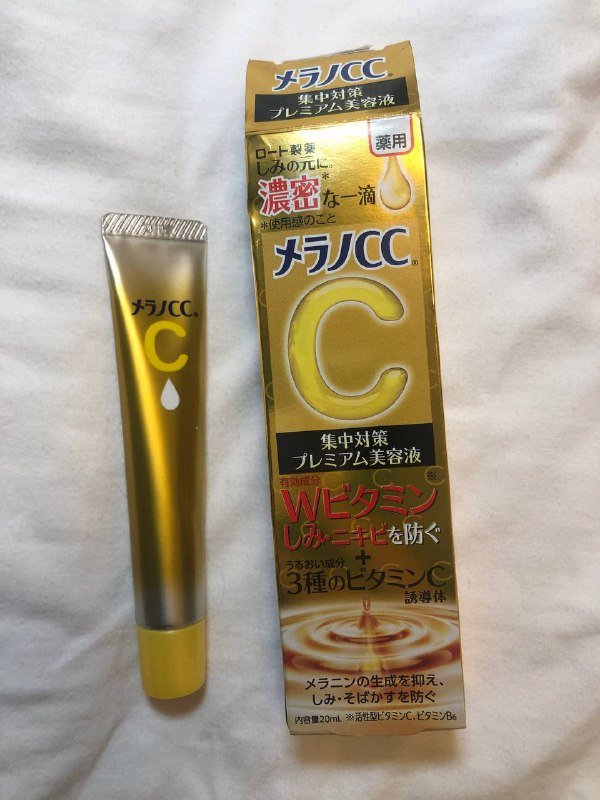 メラノCC
集中対策
プレミアム美容液
薬用
ロート製薬
しみの元に。
濃密*な一滴
*使用感のこと
メラノCC®
C
集中対策
プレミアム美容液
有効成分
Wビタミン※
しみ・ニキビを防ぐ
+
うるおい成分
3種のビタミンC
誘導体
メラニンの生成を抑え、
しみ・そばかすを防ぐ
内容量20mL ※活性型ビタミンC、ビタミンB6
メラノCC®
C